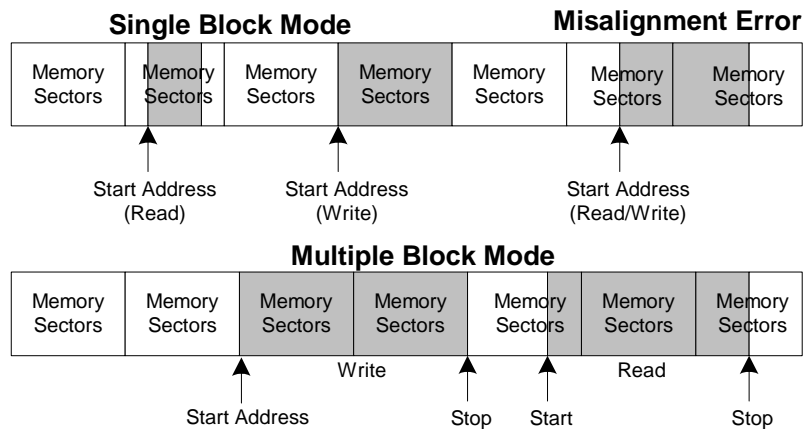 Single Block Mode
Misalignment Error
Memory Sectors
Memory Sectors
Memory Sectors
Memory Sectors
Memory Sectors
Memory Sectors
Memory Sectors
Start Address (Read)
Start Address (Write)
Start Address (Read/Write)
Multiple Block Mode
Memory Sectors
Memory Sectors
Memory Sectors
Memory Sectors
Memory Sectors
Memory Sectors
Memory Sectors
Write
Read
Start Address
Stop
Start
Stop